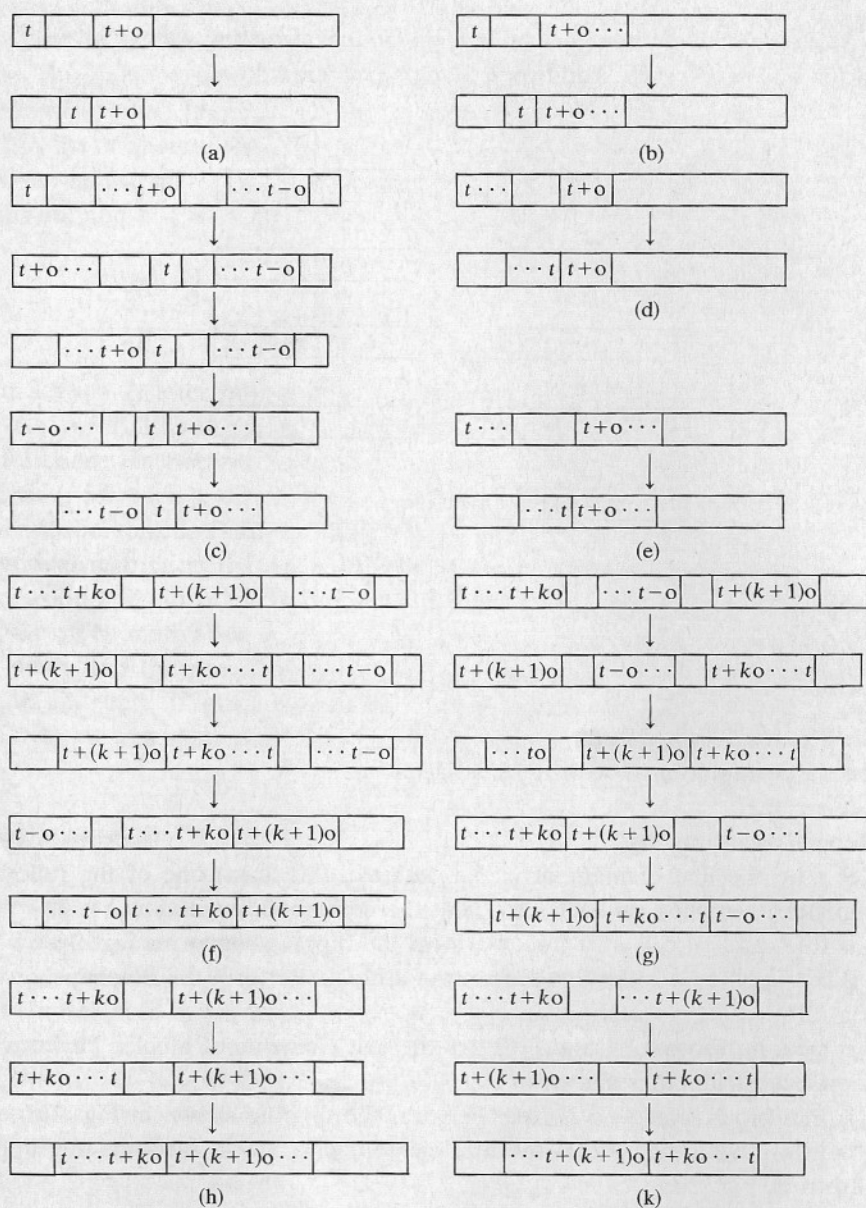 t t+o
t t+o
(a)
t t+o ···
t t+o ···
(b)
t ··· t+o ··· t−o
t+o ··· t ··· t−o
··· t+o t ··· t−o
t−o ··· t t+o ···
··· t−o t t+o ···
(c)
t ··· t+o
··· t t+o
(d)
t ··· t+o ···
··· t t+o ···
(e)
t ··· t+ko t+(k+1)o ··· t−o
t+(k+1)o t+ko ··· t ··· t−o
t+(k+1)o t+ko ··· t ··· t−o
t−o ··· t ··· t+ko t+(k+1)o
··· t−o t ··· t+ko t+(k+1)o
(f)
t ··· t+ko ··· t−o t+(k+1)o
t+(k+1)o t−o ··· t+ko ··· t
··· to t+(k+1)o t+ko ··· t
t ··· t+ko t+(k+1)o t−o ···
t+(k+1)o t+ko ··· t t−o ···
(g)
t ··· t+ko t+(k+1)o ···
t+ko ··· t t+(k+1)o ···
t ··· t+ko t+(k+1)o ···
(h)
t ··· t+ko ··· t+(k+1)o
t+(k+1)o ··· t+ko ··· t
··· t+(k+1)o t+ko ··· t
(k)